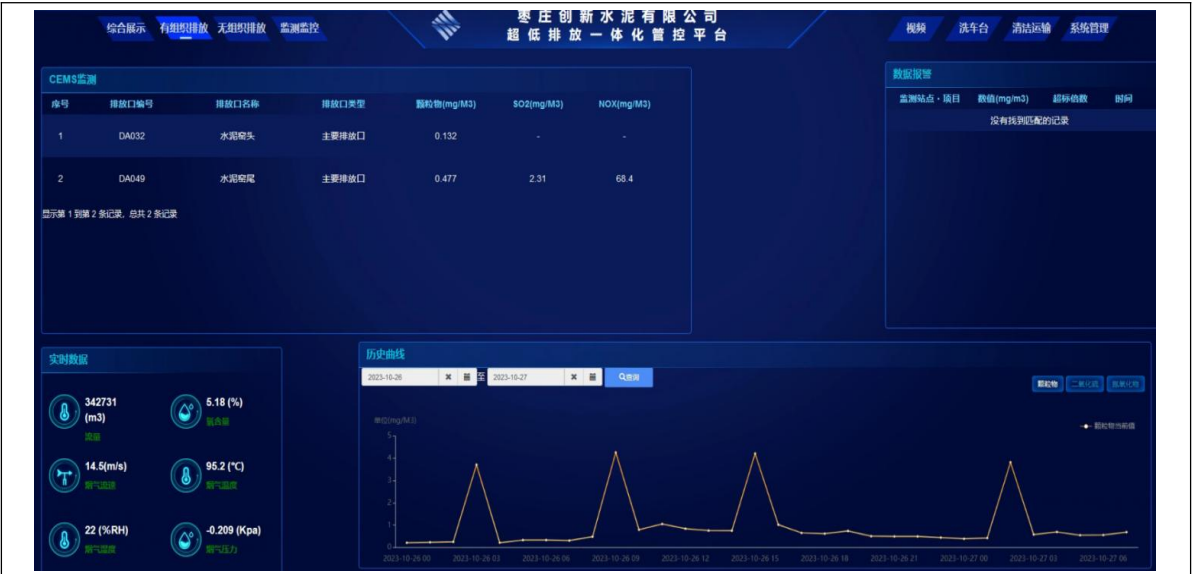 枣庄创新水泥有限公司
超低排放一体化管控平台
综合展示 有组织排放 无组织排放 监测监控
视频 洗车台 清洁运输 系统管理
CEMS监测
序号 排放口编号 排放口名称 排放口类型 颗粒物(mg/M3) SO2(mg/M3) NOX(mg/M3)
1 DA032 水泥窑头 主要排放口 0.132 - -
2 DA049 水泥窑尾 主要排放口 0.477 2.31 68.4
显示第 1 到第 2 条记录，总共 2 条记录
数据报警
监测站点・项目 数值(mg/m3) 超标倍数 时间
没有找到匹配的记录
实时数据
342731 (m3)
流量
5.18 (%)
氧含量
14.5(m/s)
烟气流速
95.2 (℃)
烟气温度
22 (%RH)
烟气湿度
-0.209 (Kpa)
烟气压力
历史曲线
2023-10-26 至 2023-10-27 查询
颗粒物 二氧化硫 氮氧化物
单位(mg/M3)
颗粒物当前值
5
4
3
2
1
0
2023-10-26 00 2023-10-26 03 2023-10-26 06 2023-10-26 09 2023-10-26 12 2023-10-26 15 2023-10-26 18 2023-10-26 21 2023-10-27 00 2023-10-27 03 2023-10-27 06